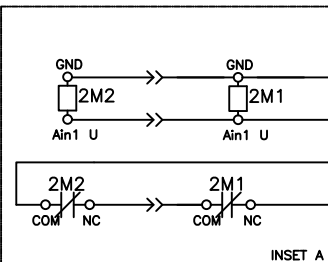 GND GND
2M2 2M1
Ain1 U Ain1 U
2M2 2M1
COM NC COM NC
INSET A